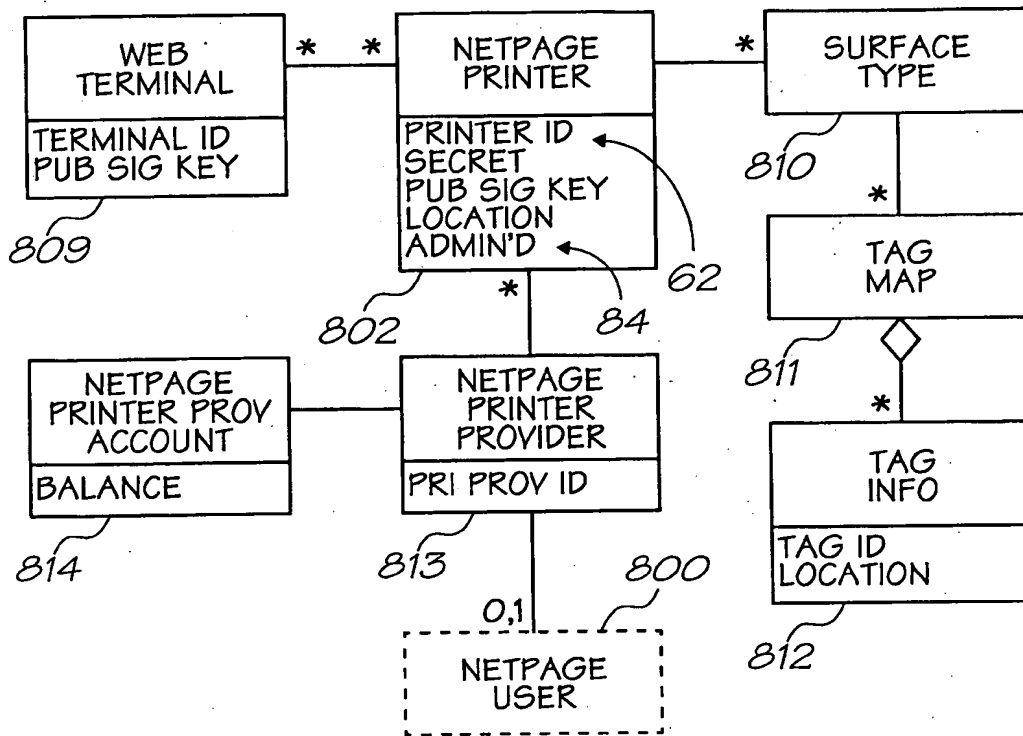 WEB
TERMINAL
TERMINAL ID
PUB SIG KEY
809
*
*
NETPAGE
PRINTER
PRINTER ID
SECRET
PUB SIG KEY
LOCATION
ADMIN'D
802
62
84
*
*
SURFACE
TYPE
810
*
TAG
MAP
811
*
TAG
INFO
TAG ID
LOCATION
812
NETPAGE
PRINTER PROV
ACCOUNT
BALANCE
814
NETPAGE
PRINTER
PROVIDER
PRI PROV ID
813
800
0,1
NETPAGE
USER